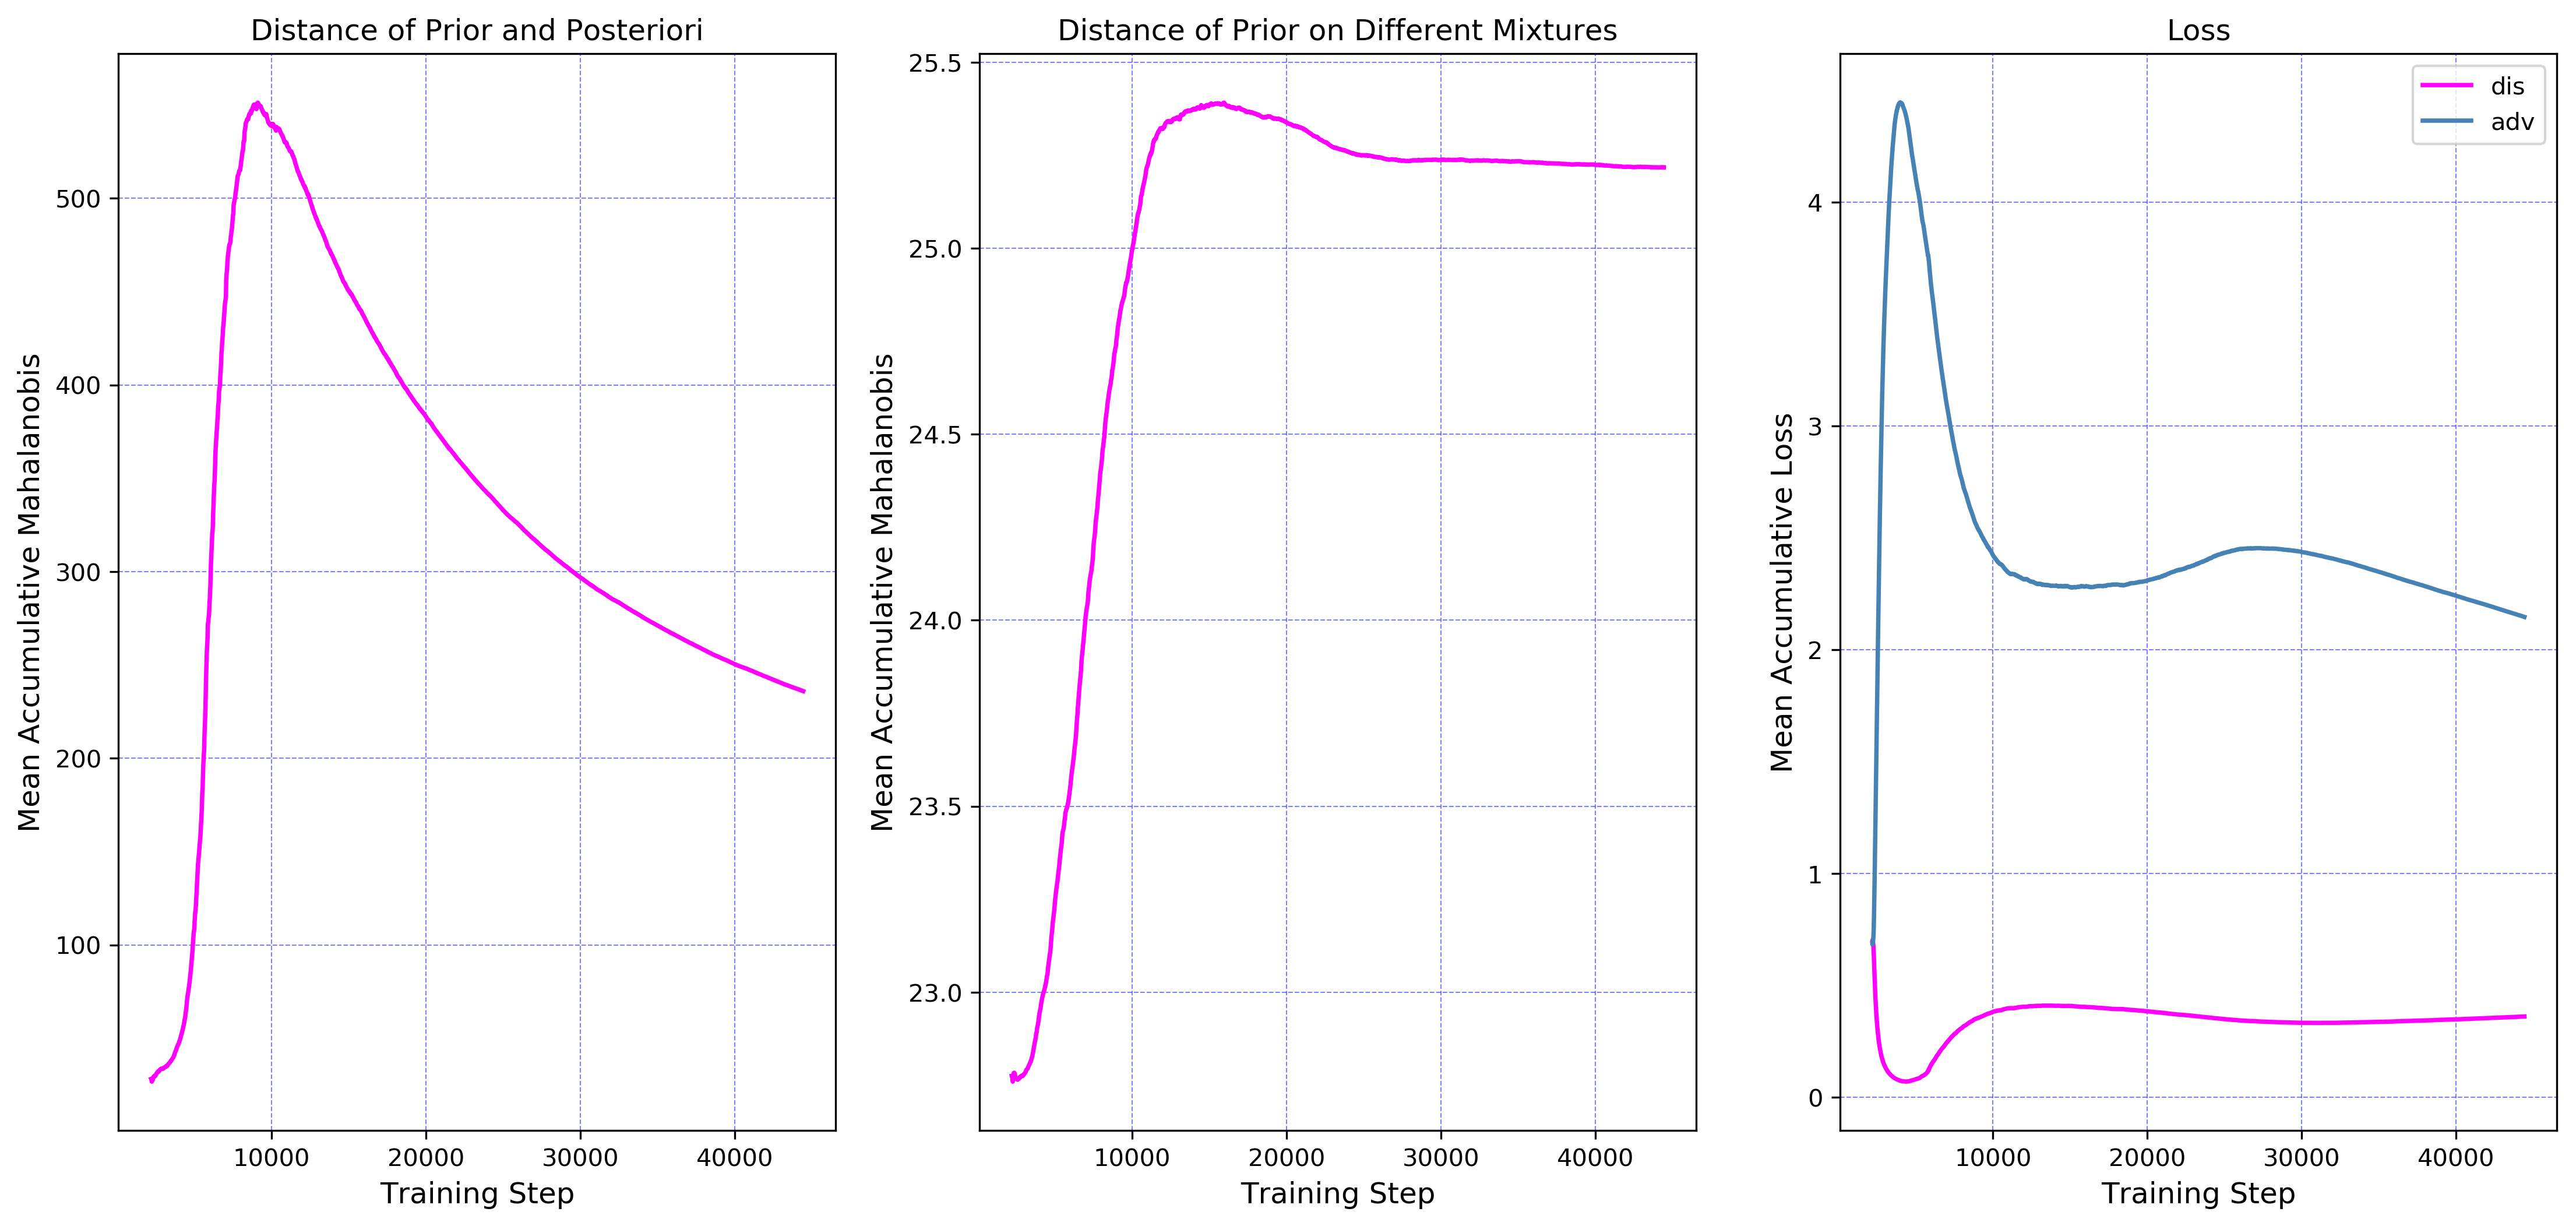 Distance of Prior and Posteriori
Mean Accumulative Mahalanobis
500
400
300
200
100
10000 20000 30000 40000
Training Step
Distance of Prior on Different Mixtures
Mean Accumulative Mahalanobis
25.5
25.0
24.5
24.0
23.5
23.0
10000 20000 30000 40000
Training Step
Loss
Mean Accumulative Loss
4
3
2
1
0
dis
adv
10000 20000 30000 40000
Training Step